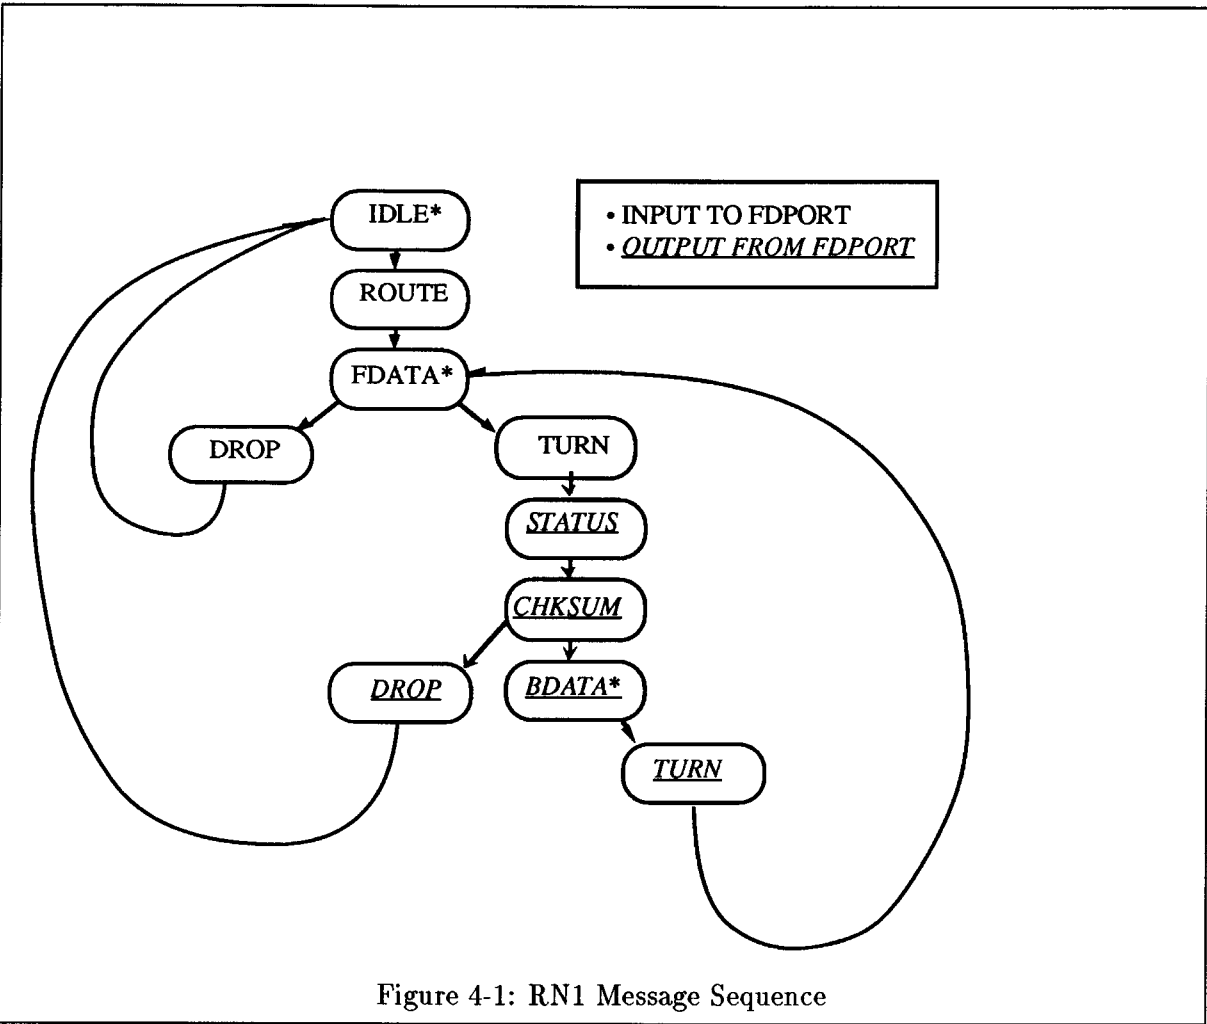 IDLE*
• INPUT TO FDPORT
• OUTPUT FROM FDPORT
ROUTE
FDATA*
DROP
TURN
STATUS
CHKSUM
DROP
BDATA*
TURN
Figure 4-1: RN1 Message Sequence